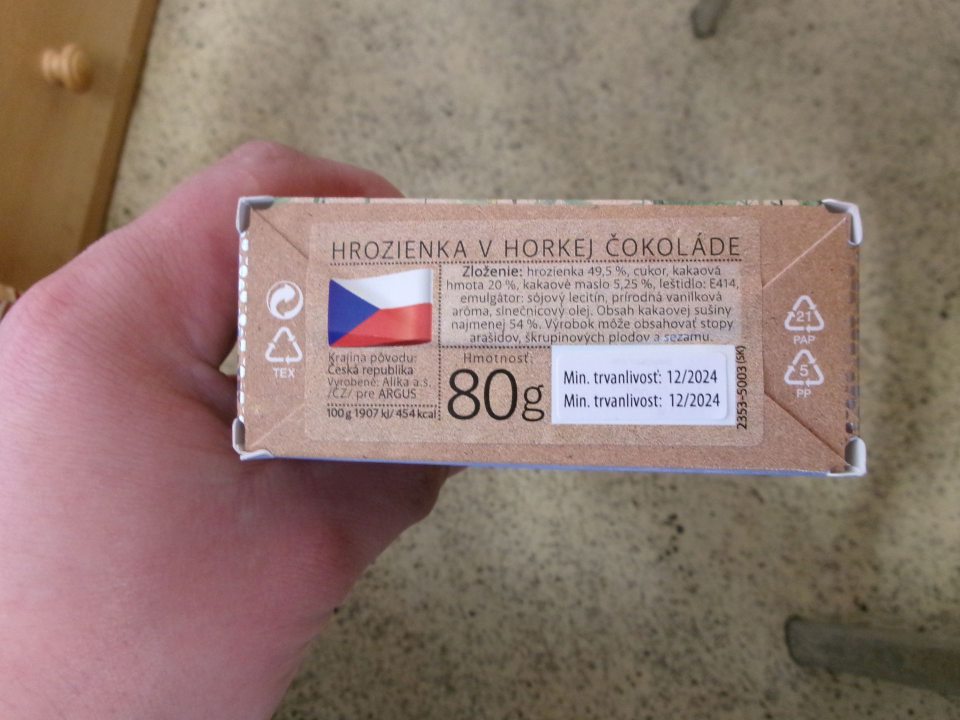 HROZIENKA V HORKEJ ČOKOLÁDE
Zloženie: hrozienka 49,5 %, cukor, kakaová
hmota 20 %, kakaové maslo 5,25 %, leštidlo: E414,
emulgátor: sójový lecitín, prírodná vanilková
aróma, slnečnicový olej. Obsah kakaovej sušiny
najmenej 54 %. Výrobok môže obsahovať stopy
arašidov, škrupinových plodov a sezamu.
Krajina pôvodu:
Česká republika
Vyrobené: Alika a.s.
/CZ/ pre ARGUS
100g 1907 kJ/ 454 kcal
Hmotnosť:
80g
Min. trvanlivosť: 12/2024
Min. trvanlivost: 12/2024
2353-5003 (SK)
TEX
21
PAP
5
PP